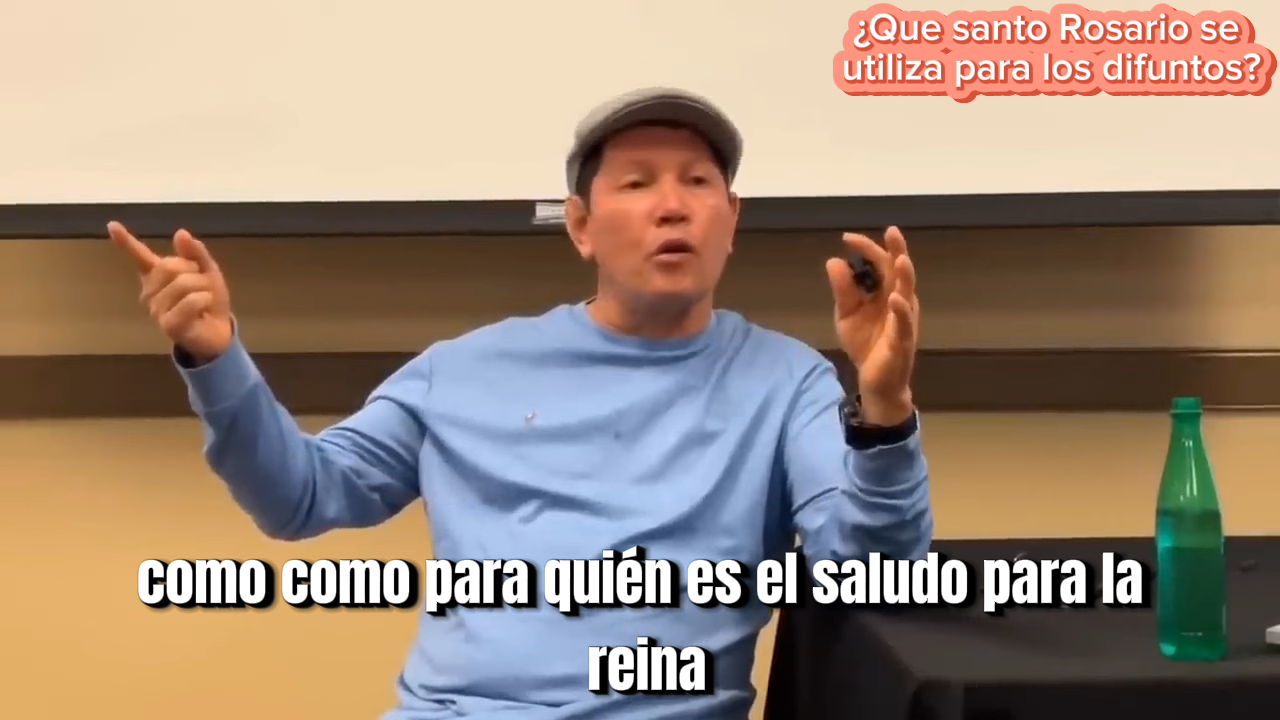 ¿Que santo Rosario se
utiliza para los difuntos?
como como para quién es el saludo para la
reina